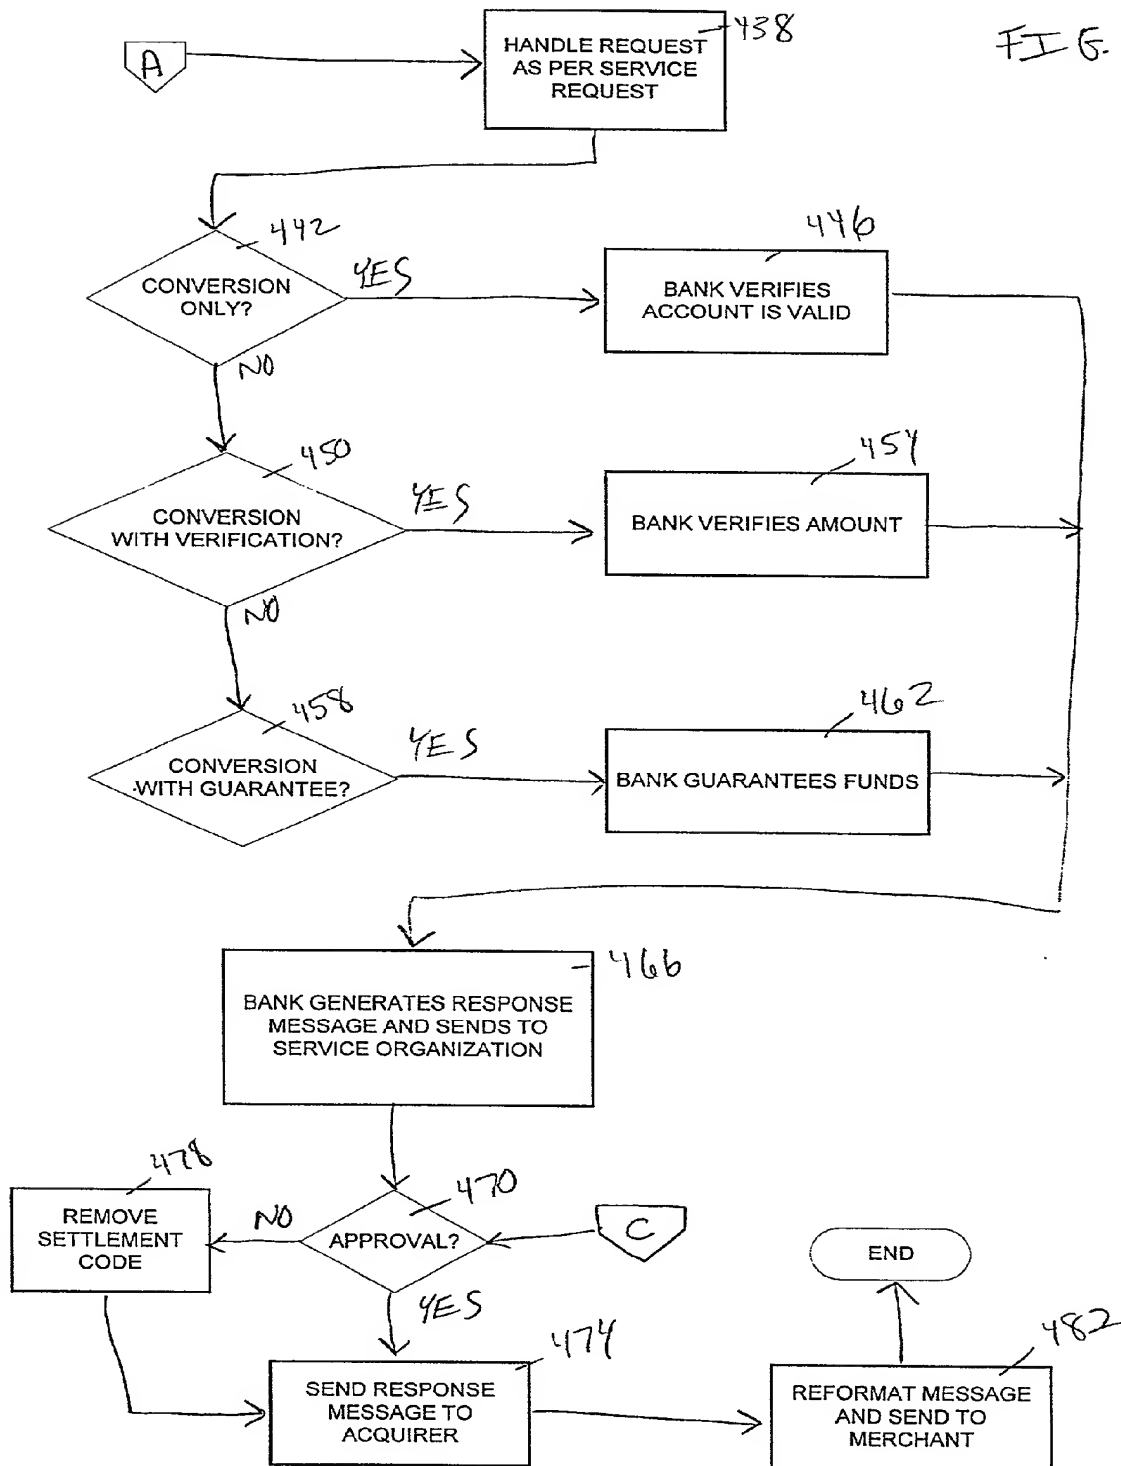 438
FIG.
A
HANDLE REQUEST
AS PER SERVICE
REQUEST
442
CONVERSION
ONLY?
YES
NO
446
BANK VERIFIES
ACCOUNT IS VALID
450
CONVERSION
WITH VERIFICATION?
YES
NO
454
BANK VERIFIES AMOUNT
458
CONVERSION
WITH GUARANTEE?
YES
462
BANK GUARANTEES FUNDS
466
BANK GENERATES RESPONSE
MESSAGE AND SENDS TO
SERVICE ORGANIZATION
478
REMOVE
SETTLEMENT
CODE
NO
470
APPROVAL?
YES
C
END
474
SEND RESPONSE
MESSAGE TO
ACQUIRER
482
REFORMAT MESSAGE
AND SEND TO
MERCHANT